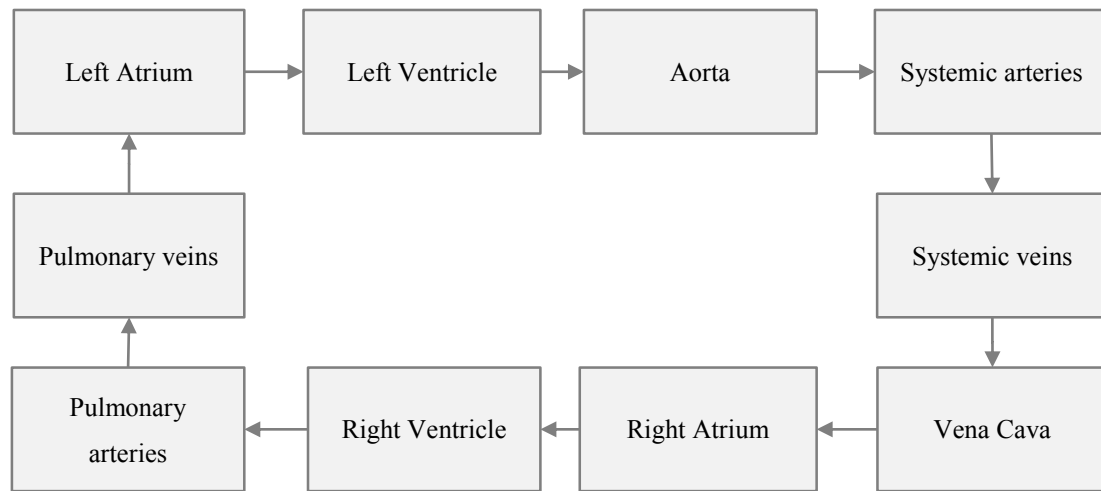 Left Atrium
Left Ventricle
Aorta
Systemic arteries
Pulmonary veins
Systemic veins
Pulmonary
arteries
Right Ventricle
Right Atrium
Vena Cava